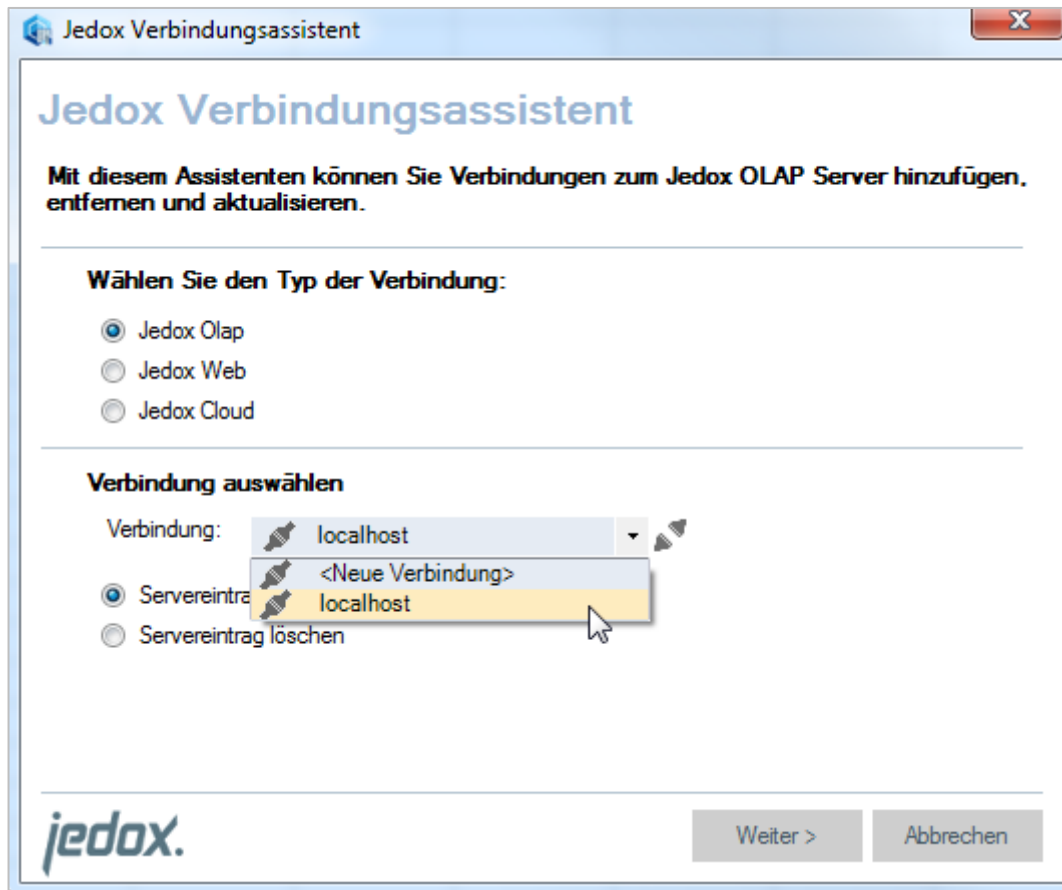 Jedox Verbindungsassistent
Jedox Verbindungsassistent
Mit diesem Assistenten können Sie Verbindungen zum Jedox OLAP Server hinzufügen,
entfernen und aktualisieren.
Wählen Sie den Typ der Verbindung:
Jedox Olap
Jedox Web
Jedox Cloud
Verbindung auswählen
Verbindung: localhost
<Neue Verbindung>
localhost
Servereintra
Servereintrag löschen
jedox.
Weiter > Abbrechen